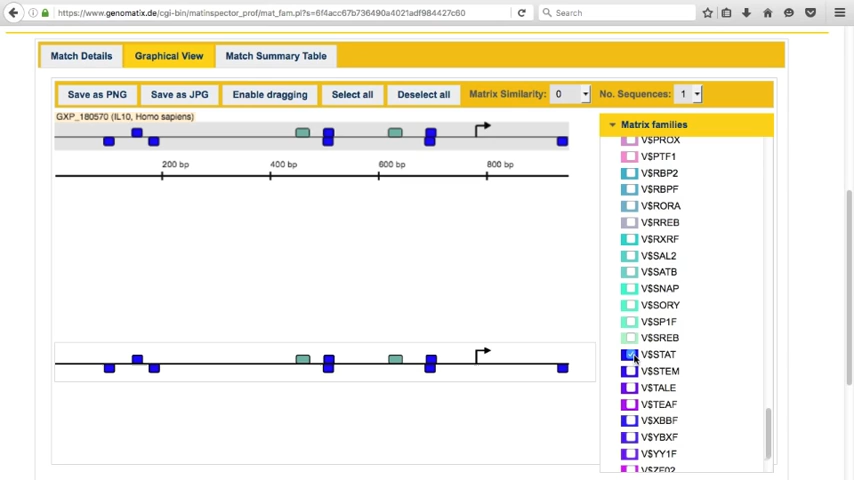 https://www.genomatix.de/cgi-bin/matinspector_prof/mat_fam.pl?s=6f4acc67b736490a4021adf984427c60
Search
Match Details
Graphical View
Match Summary Table
Save as PNG
Save as JPG
Enable dragging
Select all
Deselect all
Matrix Similarity: 0
No. Sequences: 1
GXP_180570 (IL10, Homo sapiens)
200 bp
400 bp
600 bp
800 bp
Matrix families
V$PROX
V$PTF1
V$RBP2
V$RBPF
V$RORA
V$RREB
V$RXRF
V$SAL2
V$SATB
V$SNAP
V$SORY
V$SP1F
V$SREB
V$STAT
V$STEM
V$TALE
V$TEAF
V$XBBF
V$YBXF
V$YY1F
V$ZF02